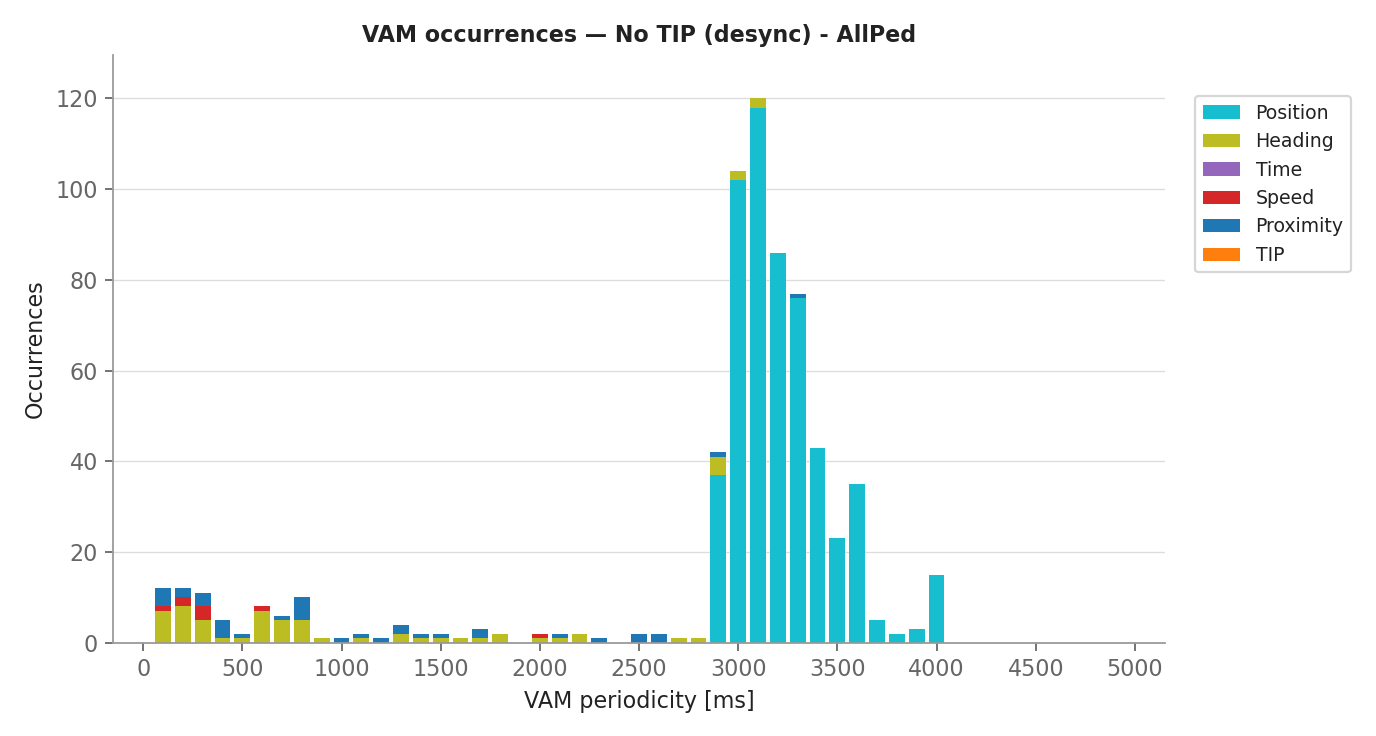 VAM occurrences — No TIP (desync) - AllPed
120
100
80
60
40
20
0
Occurrences
0 500 1000 1500 2000 2500 3000 3500 4000 4500 5000
VAM periodicity [ms]
Position
Heading
Time
Speed
Proximity
TIP